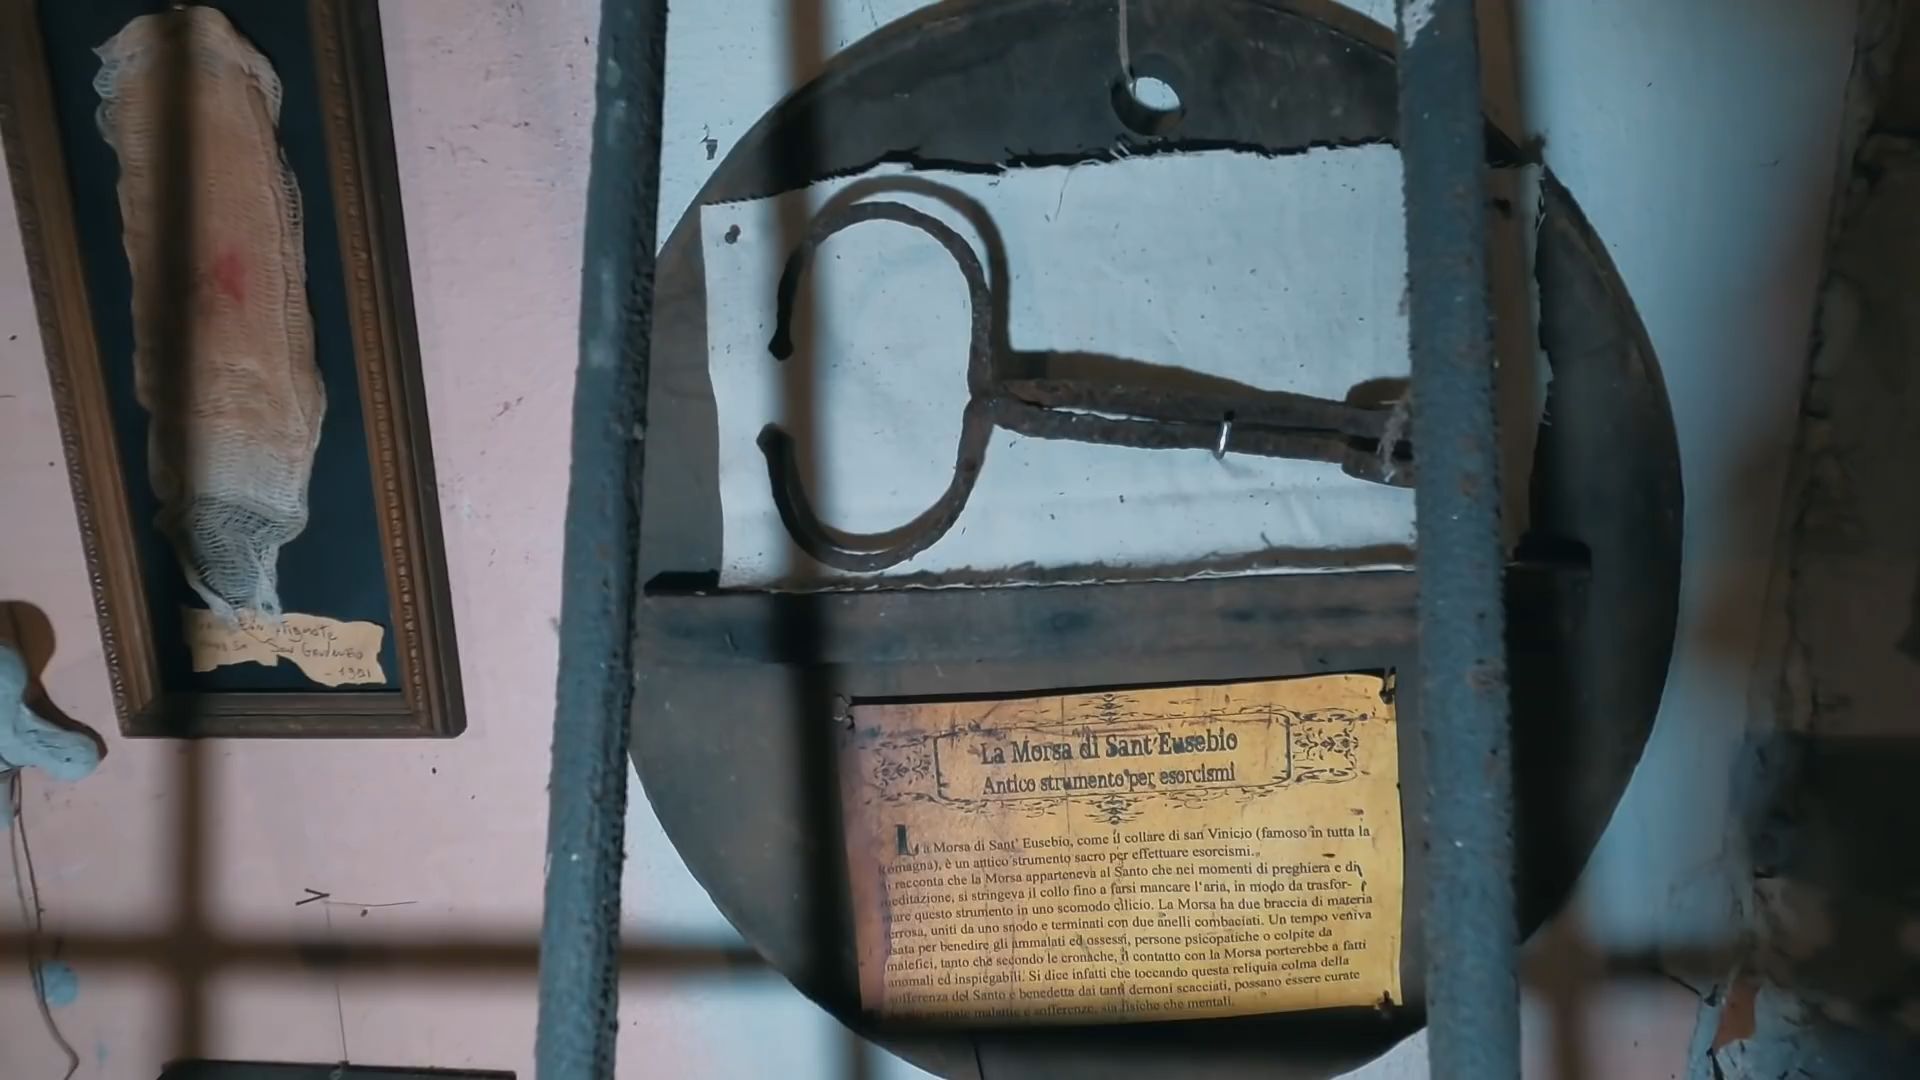 stigmate
San Gennaro
- 1921
La Morsa di Sant'Eusebio
Antico strumento per esorcismi
La Morsa di Sant' Eusebio, come il collare di san Vinicio (famoso in tutta la
Romagna), è un antico strumento sacro per effettuare esorcismi.
Si racconta che la Morsa apparteneva al Santo che nei momenti di preghiera e di
meditazione, si stringeva il collo fino a farsi mancare l'aria, in modo da trasfor-
mare questo strumento in uno scomodo cilicio. La Morsa ha due braccia di materia
ferrosa, uniti da uno snodo e terminati con due anelli combaciati. Un tempo veniva
usata per benedire gli ammalati ed ossessi, persone psicopatiche o colpite da
malefici, tanto che secondo le cronache, il contatto con la Morsa porterebbe a fatti
anomali ed inspiegabili. Si dice infatti che toccando questa reliquia colma della
sofferenza del Santo e benedetta dai tanti demoni scacciati, possano essere curate
malattie e sofferenze, sia fisiche che mentali.